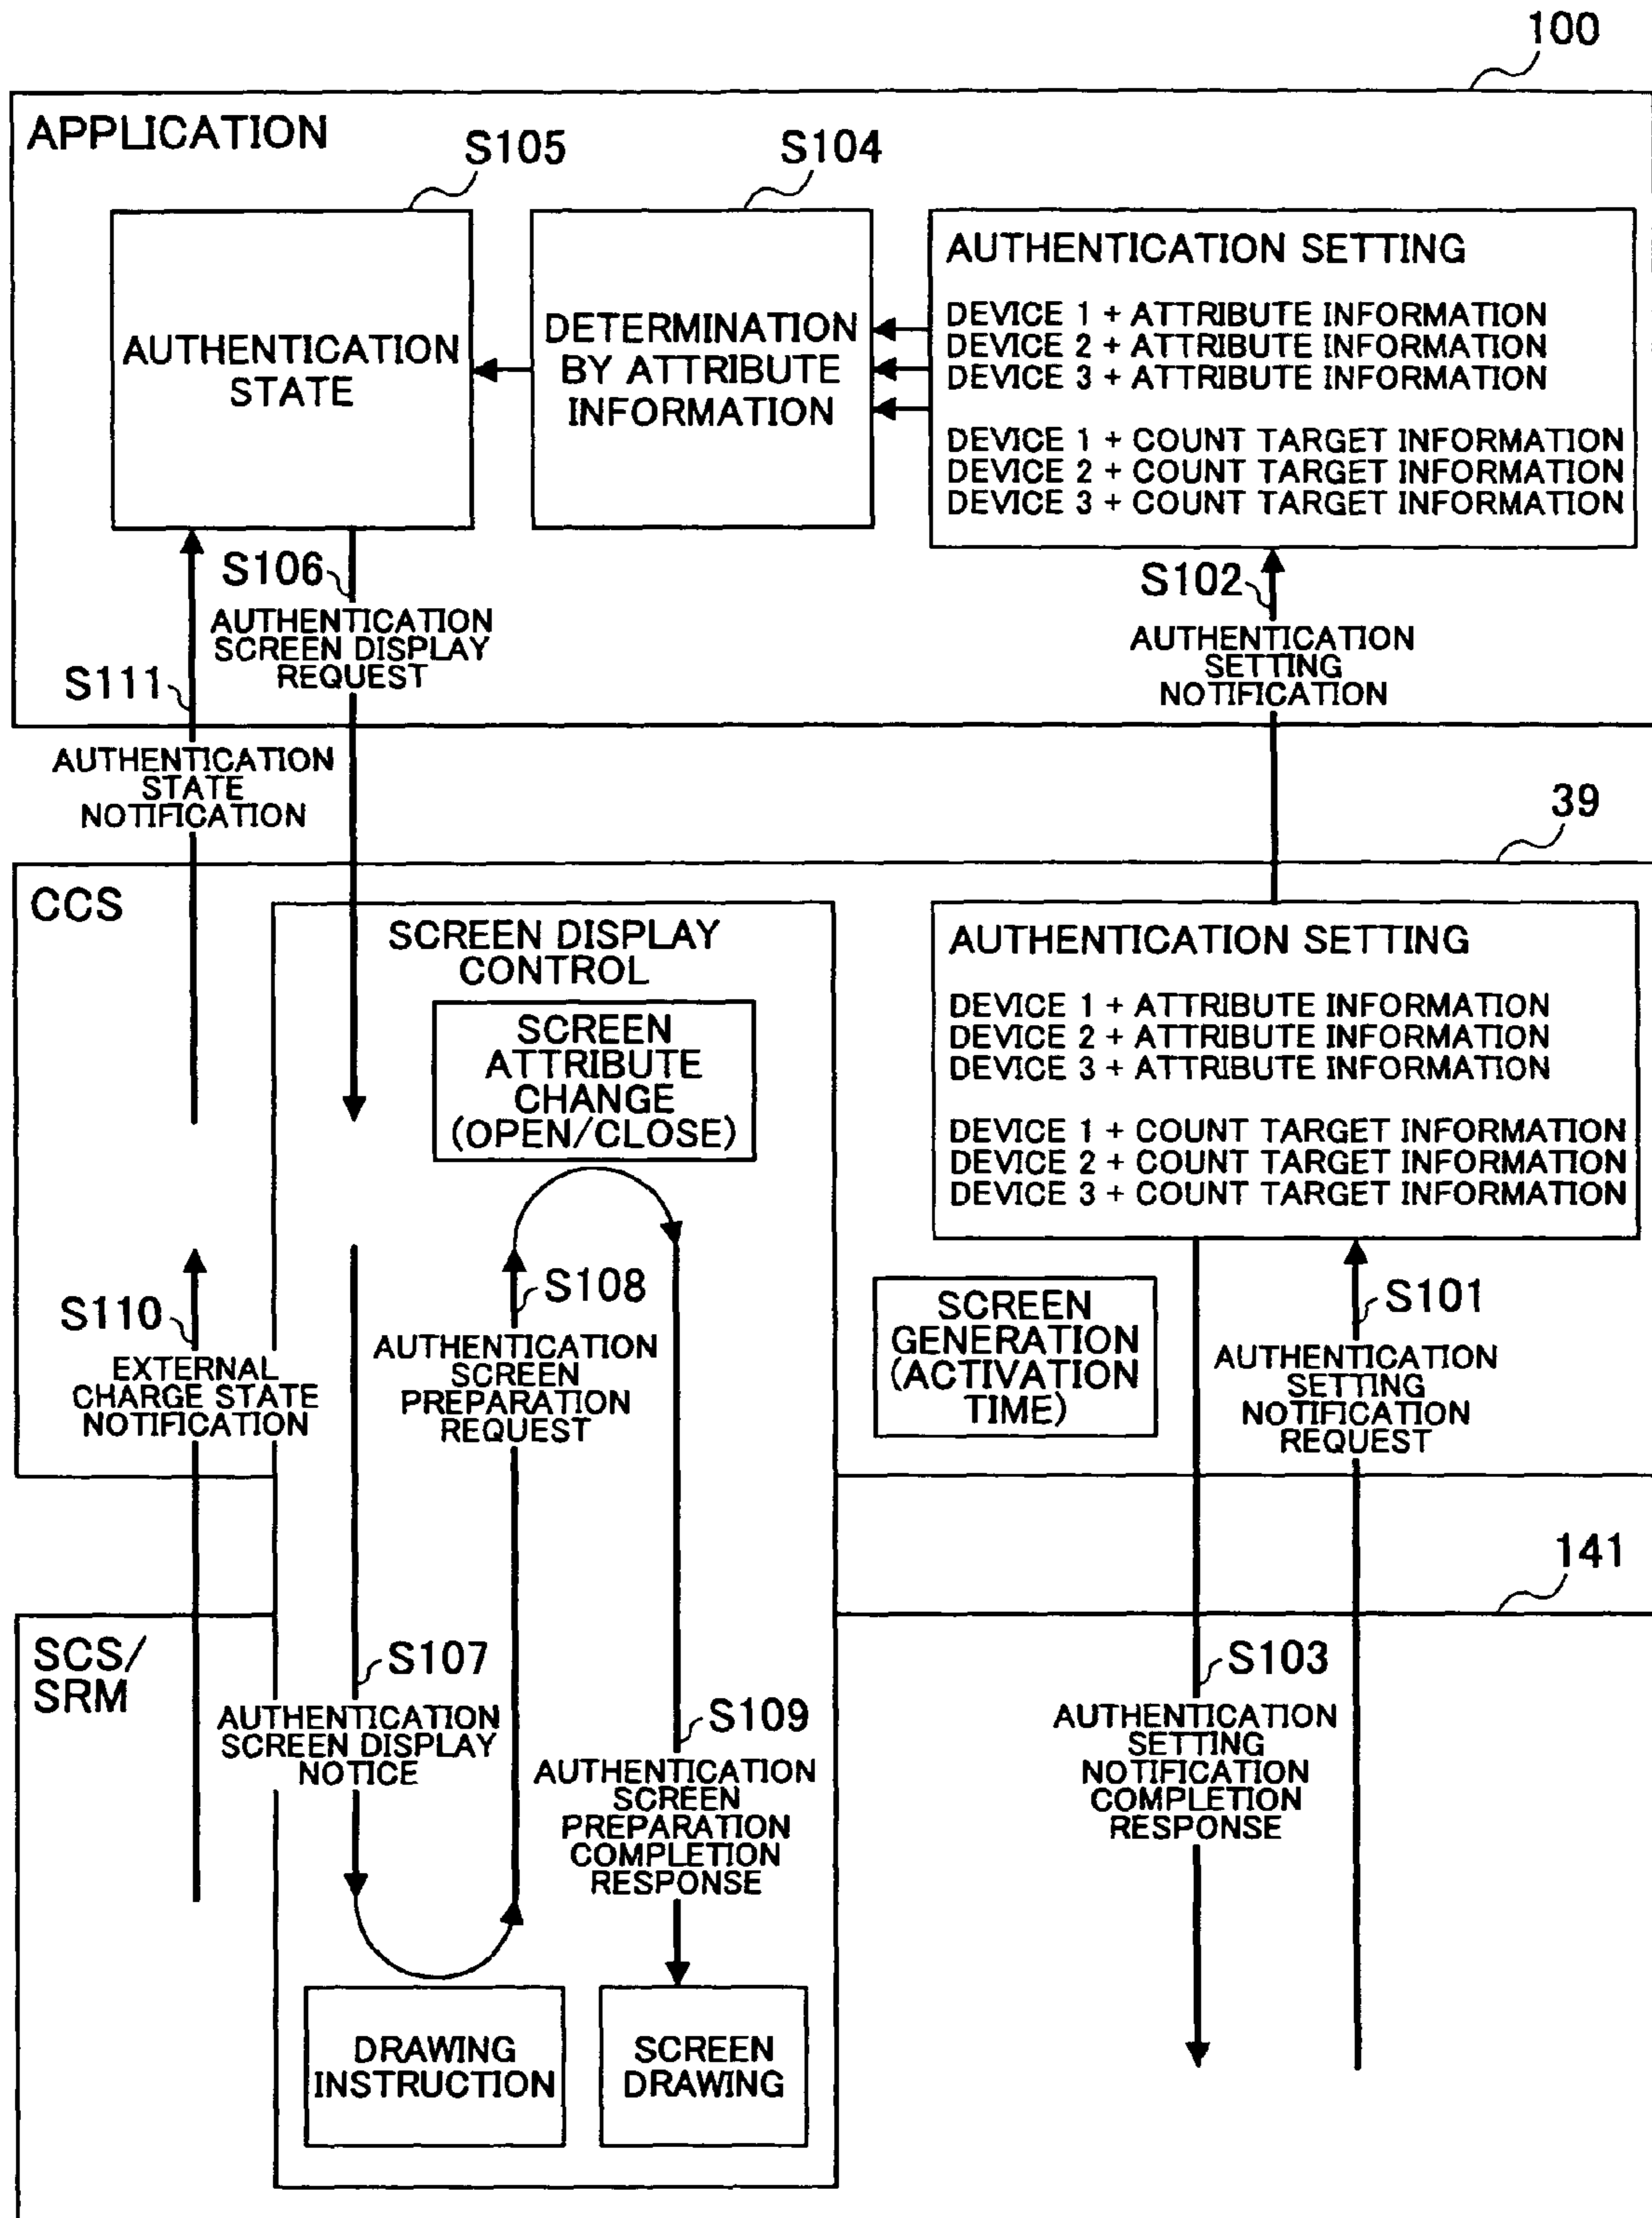 100
APPLICATION
S105
S104
AUTHENTICATION
STATE
DETERMINATION
BY ATTRIBUTE
INFORMATION
AUTHENTICATION SETTING
DEVICE 1 + ATTRIBUTE INFORMATION
DEVICE 2 + ATTRIBUTE INFORMATION
DEVICE 3 + ATTRIBUTE INFORMATION
DEVICE 1 + COUNT TARGET INFORMATION
DEVICE 2 + COUNT TARGET INFORMATION
DEVICE 3 + COUNT TARGET INFORMATION
S106
AUTHENTICATION
SCREEN DISPLAY
REQUEST
S102
AUTHENTICATION
SETTING
NOTIFICATION
S111
AUTHENTICATION
STATE
NOTIFICATION
39
CCS
SCREEN DISPLAY
CONTROL
SCREEN
ATTRIBUTE
CHANGE
(OPEN/CLOSE)
AUTHENTICATION SETTING
DEVICE 1 + ATTRIBUTE INFORMATION
DEVICE 2 + ATTRIBUTE INFORMATION
DEVICE 3 + ATTRIBUTE INFORMATION
DEVICE 1 + COUNT TARGET INFORMATION
DEVICE 2 + COUNT TARGET INFORMATION
DEVICE 3 + COUNT TARGET INFORMATION
S110
EXTERNAL
CHARGE STATE
NOTIFICATION
S108
AUTHENTICATION
SCREEN
PREPARATION
REQUEST
SCREEN
GENERATION
(ACTIVATION
TIME)
S101
AUTHENTICATION
SETTING
NOTIFICATION
REQUEST
141
SCS/
SRM
S107
AUTHENTICATION
SCREEN DISPLAY
NOTICE
S109
AUTHENTICATION
SCREEN
PREPARATION
COMPLETION
RESPONSE
S103
AUTHENTICATION
SETTING
NOTIFICATION
COMPLETION
RESPONSE
DRAWING
INSTRUCTION
SCREEN
DRAWING